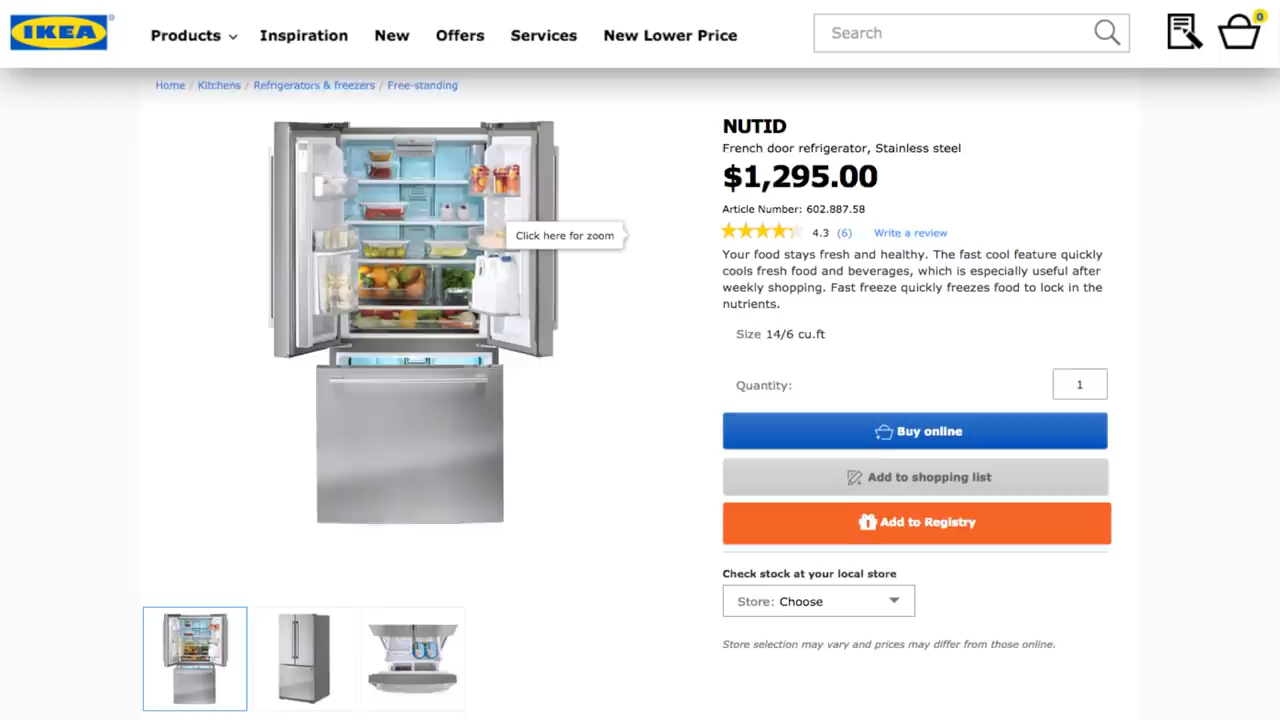 IKEA
Products
Inspiration
New
Offers
Services
New Lower Price
Search
0
Home / Kitchens / Refrigerators & freezers / Free-standing
NUTID
French door refrigerator, Stainless steel
$1,295.00
Article Number: 602.887.58
4.3 (6) Write a review
Click here for zoom
Your food stays fresh and healthy. The fast cool feature quickly
cools fresh food and beverages, which is especially useful after
weekly shopping. Fast freeze quickly freezes food to lock in the
nutrients.
Size 14/6 cu.ft
Quantity: 1
Buy online
Add to shopping list
Add to Registry
Check stock at your local store
Store: Choose
Store selection may vary and prices may differ from those online.